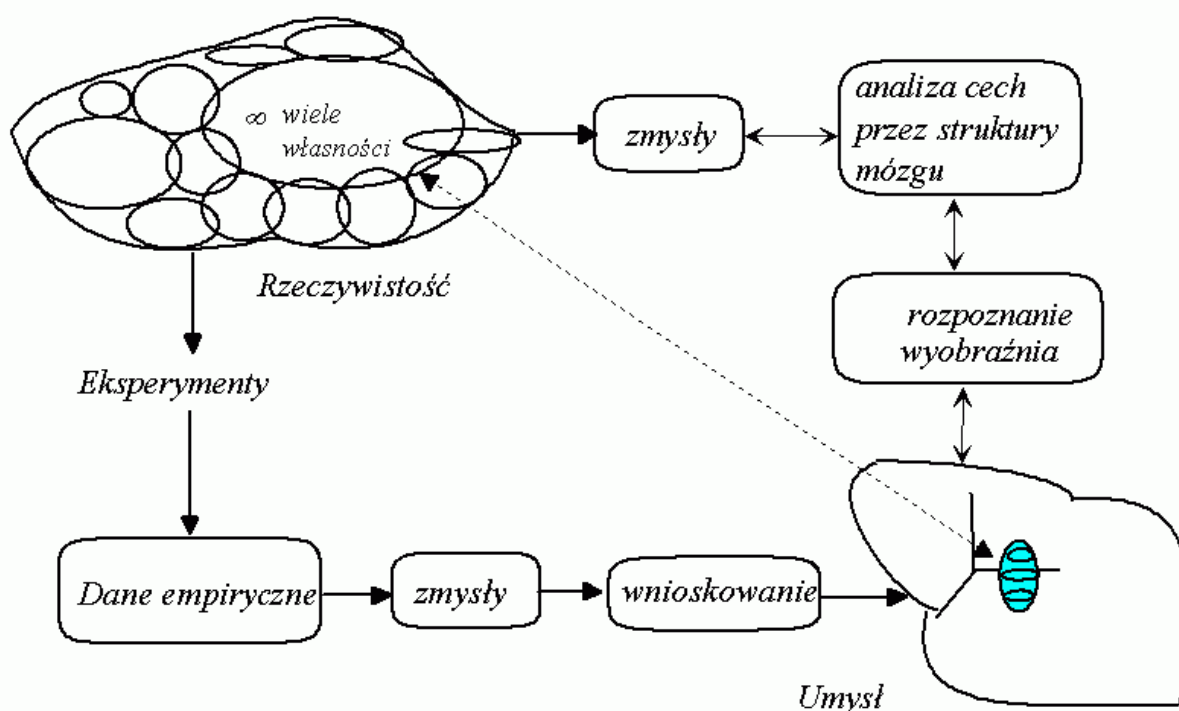 ∞ wiele
własności
zmysły
analiza cech
przez struktury
mózgu
Rzeczywistość
rozpoznanie
wyobraźnia
Eksperymenty
Dane empiryczne
zmysły
wnioskowanie
Umysł